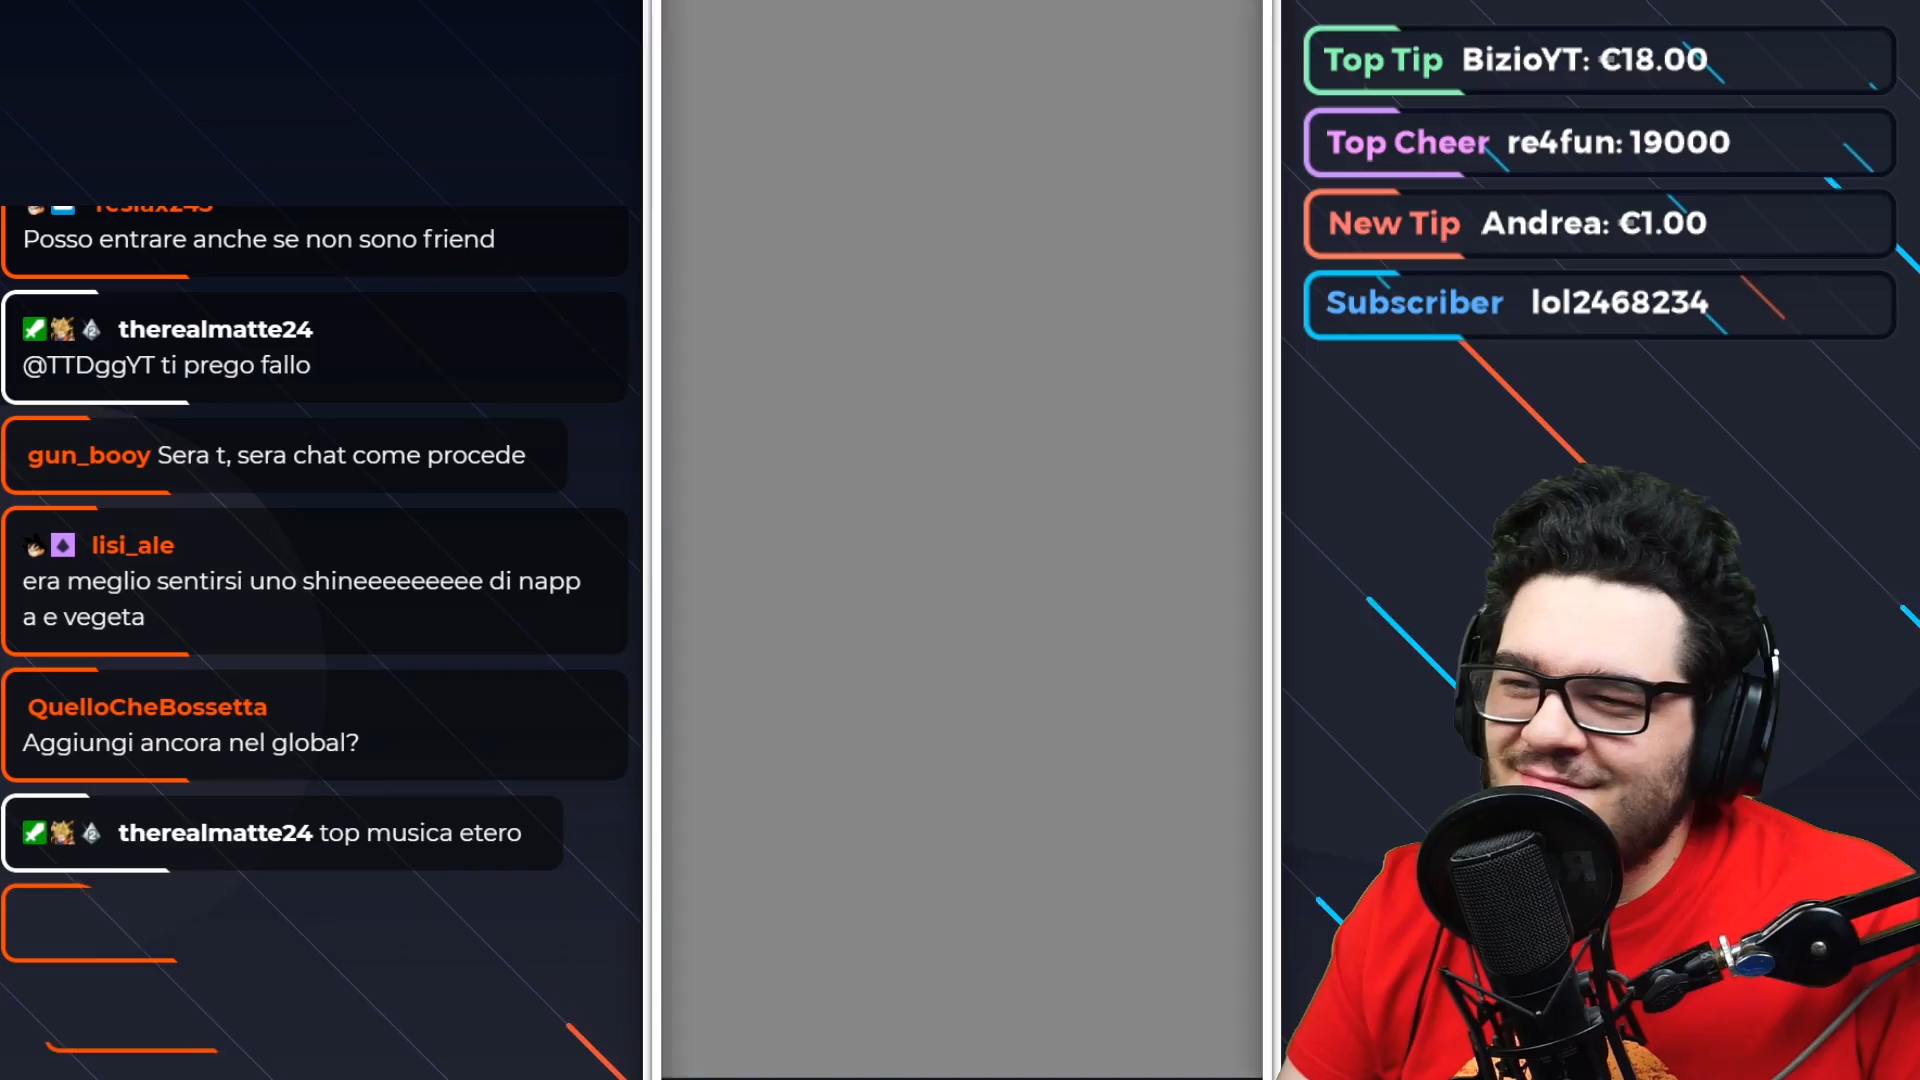 Posso entrare anche se non sono friend
therealmatte24
@TTDggYT ti prego fallo
gun_booy Sera t, sera chat come procede
lisi_ale
era meglio sentirsi uno shineeeeeeeee di napp
a e vegeta
QuelloCheBossetta
Aggiungi ancora nel global?
therealmatte24 top musica etero
Top Tip BizioYT: €18.00
Top Cheer re4fun: 19000
New Tip Andrea: €1.00
Subscriber lol2468234